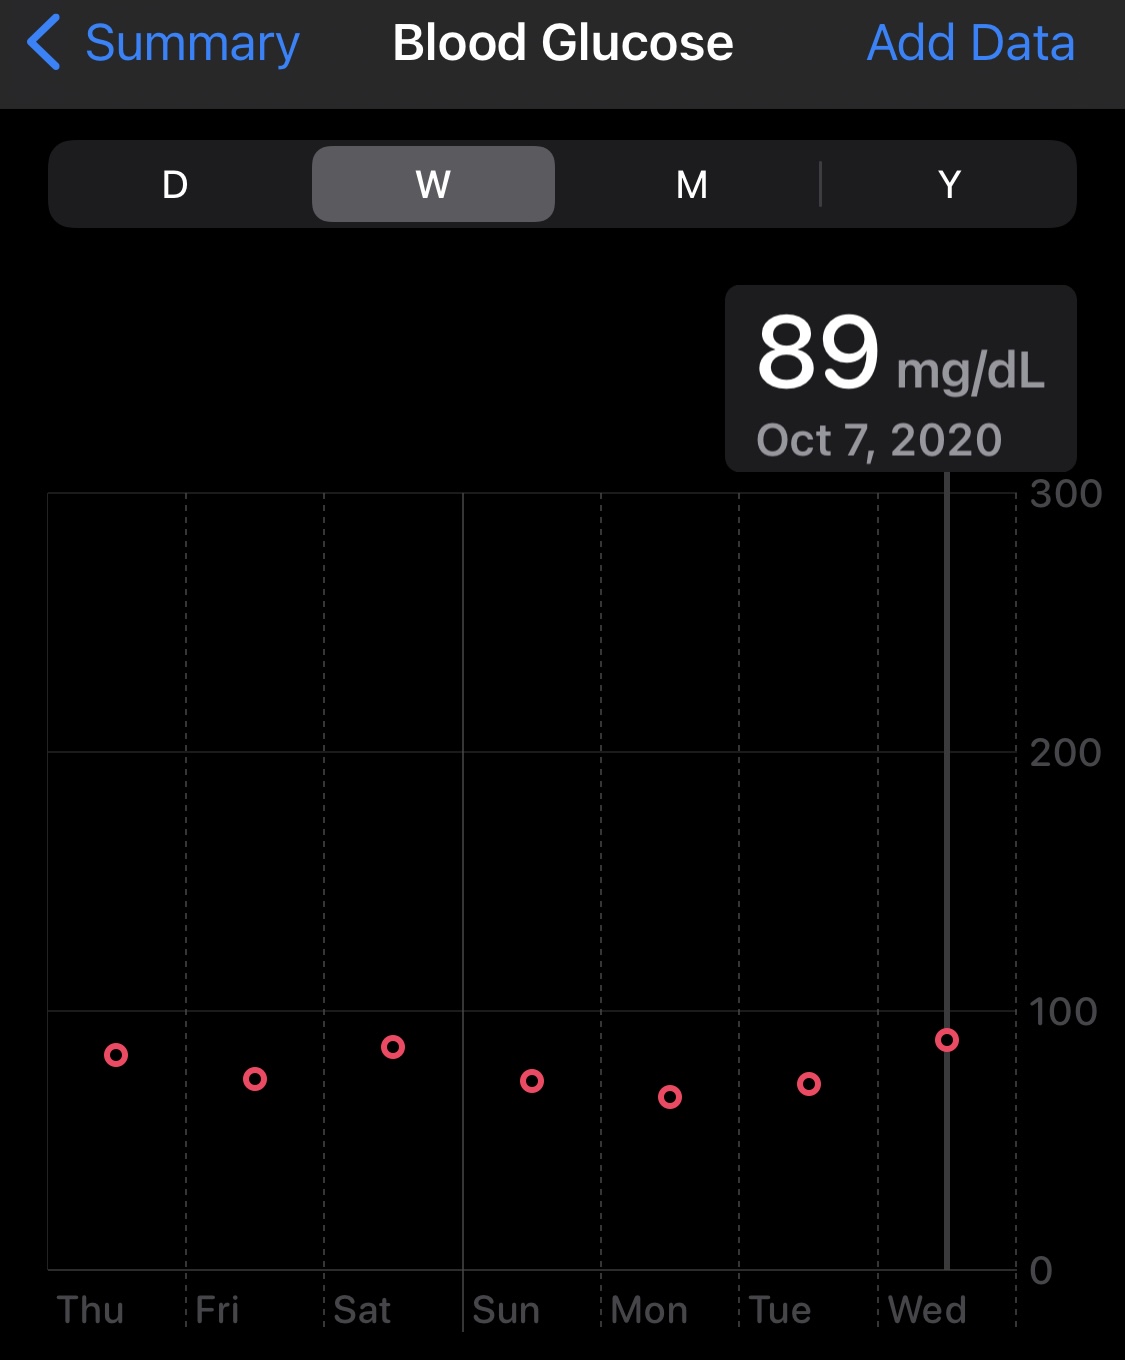 Summary Blood Glucose Add Data
D W M Y
89 mg/dL
Oct 7, 2020
300
200
100
0
Thu Fri Sat Sun Mon Tue Wed